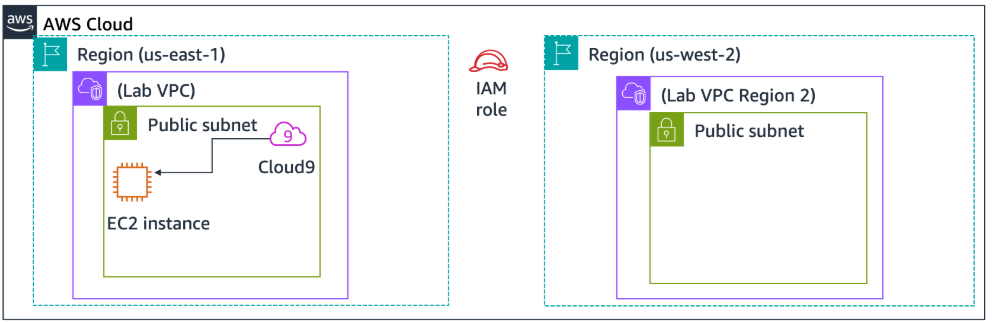 aws
AWS Cloud
Region (us-east-1)
(Lab VPC)
Public subnet
9
Cloud9
EC2 instance
IAM
role
Region (us-west-2)
(Lab VPC Region 2)
Public subnet